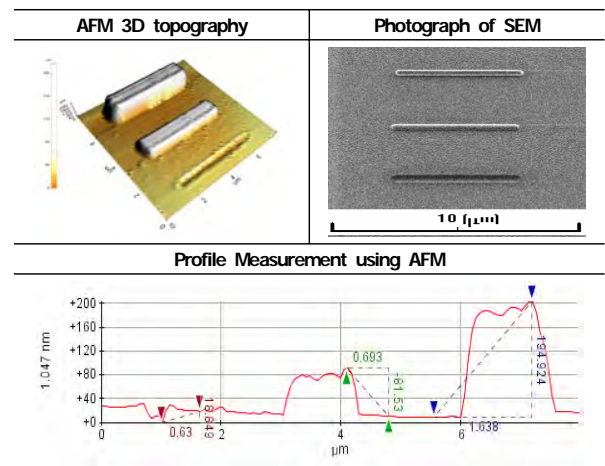 AFM 3D topography
Photograph of SEM
10 [μm]
Profile Measurement using AFM
+200
+160
+120
+80
+40
+0
1.047 nm
0.63
18.849
0.693
-81.53
1.638
194.924
0 2 4 6
μm